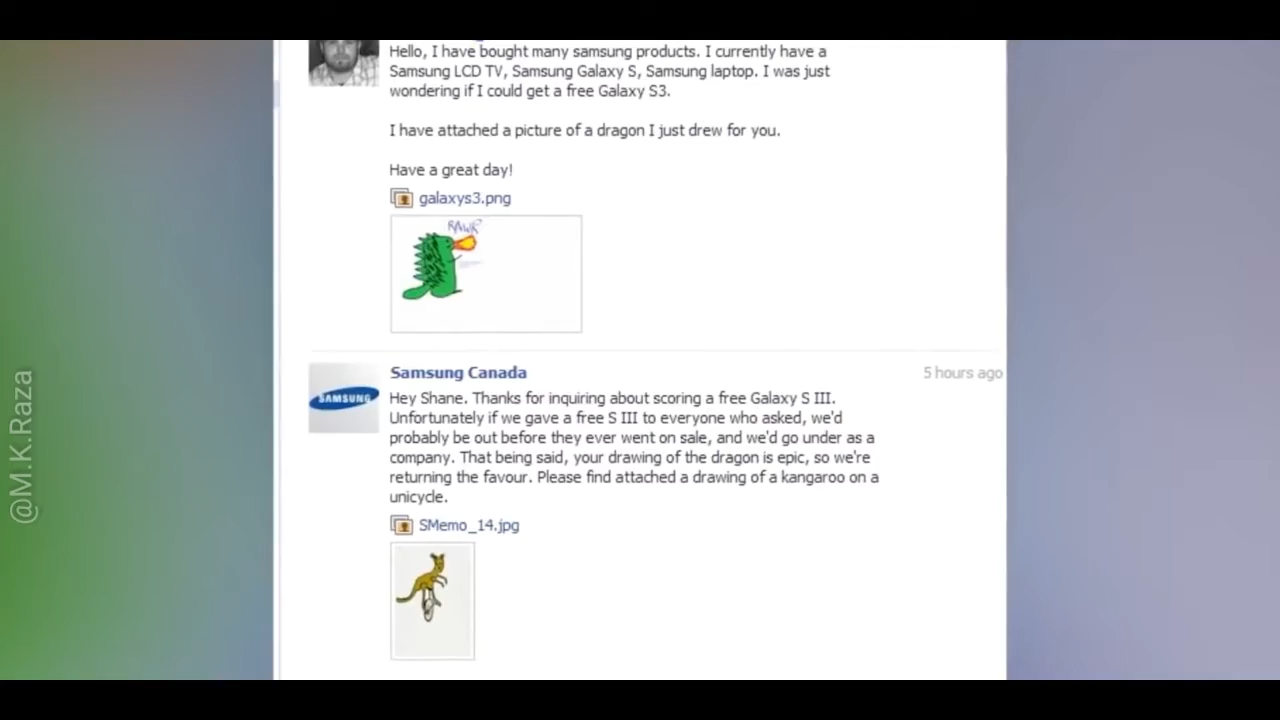 Hello, I have bought many samsung products. I currently have a
Samsung LCD TV, Samsung Galaxy S, Samsung laptop. I was just
wondering if I could get a free Galaxy S3.
I have attached a picture of a dragon I just drew for you.
Have a great day!
galaxys3.png
RAWR
Samsung Canada
5 hours ago
SAMSUNG
Hey Shane. Thanks for inquiring about scoring a free Galaxy S III.
Unfortunately if we gave a free S III to everyone who asked, we'd
probably be out before they ever went on sale, and we'd go under as a
company. That being said, your drawing of the dragon is epic, so we're
returning the favour. Please find attached a drawing of a kangaroo on a
unicycle.
SMemo_14.jpg
@M.K.Raza